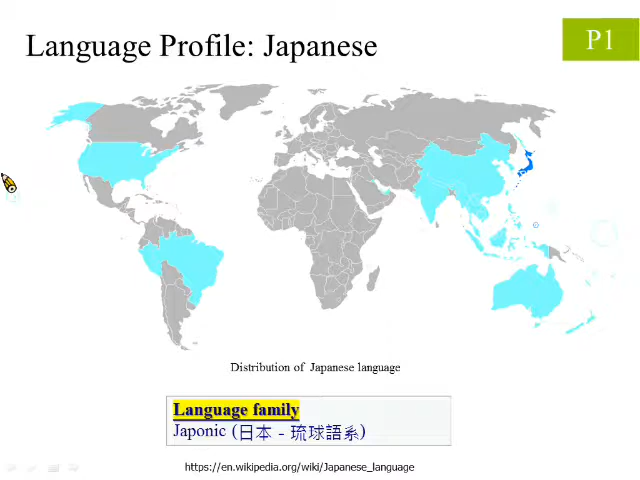 Language Profile: Japanese
P1
Distribution of Japanese language
Language family
Japonic (日本 - 琉球語系)
https://en.wikipedia.org/wiki/Japanese_language